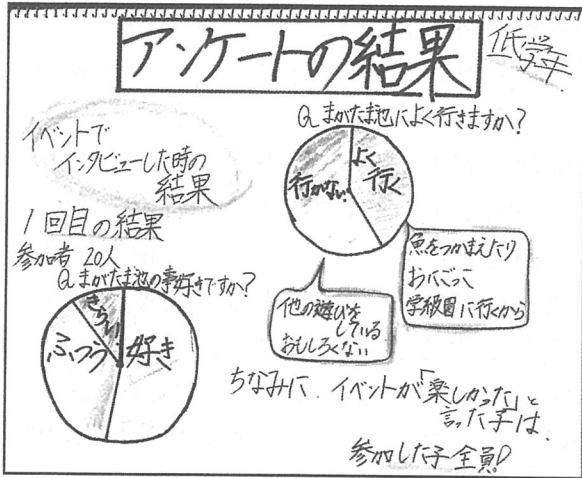 アンケートの結果
低学年
イベントで
インタビューした時の
結果
1回目の結果
参加者 20人
Q.まがたま池の事好きですか?
きらい
ふつう
好き
Q.まがたま池によく行きますか?
行かない
よく
行く
魚をつかまえたり
おにごっこ
学級園に行くから
他の遊びを
している
おもしろくない
ちなみに、イベントが「楽しかった」と
言った子は、
参加した子全員!